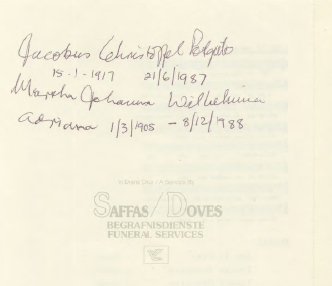 Jacobus Christoffel
15-1-1917 21/6/1987
Martha Johanna Wilhelmina
adriana 1/3/1905 - 8/12/1988
SAFFAS/DOVES
BEGRAFNISDIENSTE
FUNERAL SERVICES